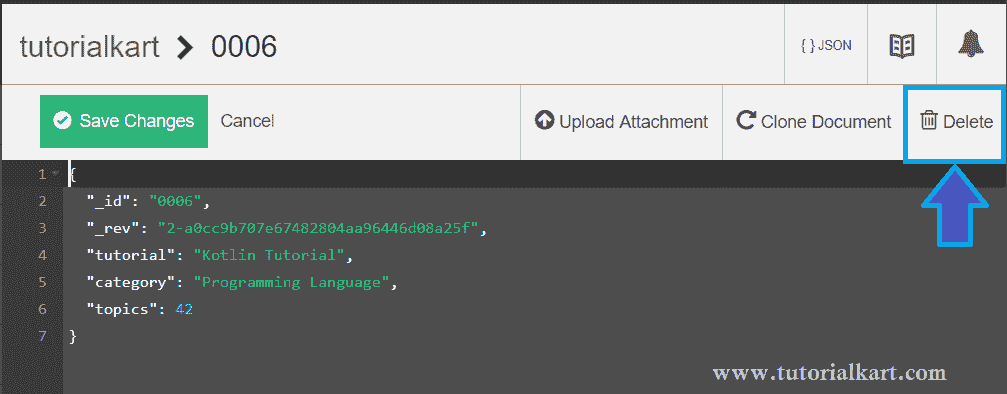 tutorialkart > 0006
{ } JSON
Save Changes Cancel
Upload Attachment
Clone Document
Delete
1 {
2 "_id": "0006",
3 "_rev": "2-a0cc9b707e67482804aa96446d08a25f",
4 "tutorial": "Kotlin Tutorial",
5 "category": "Programming Language",
6 "topics": 42
7 }
www.tutorialkart.com